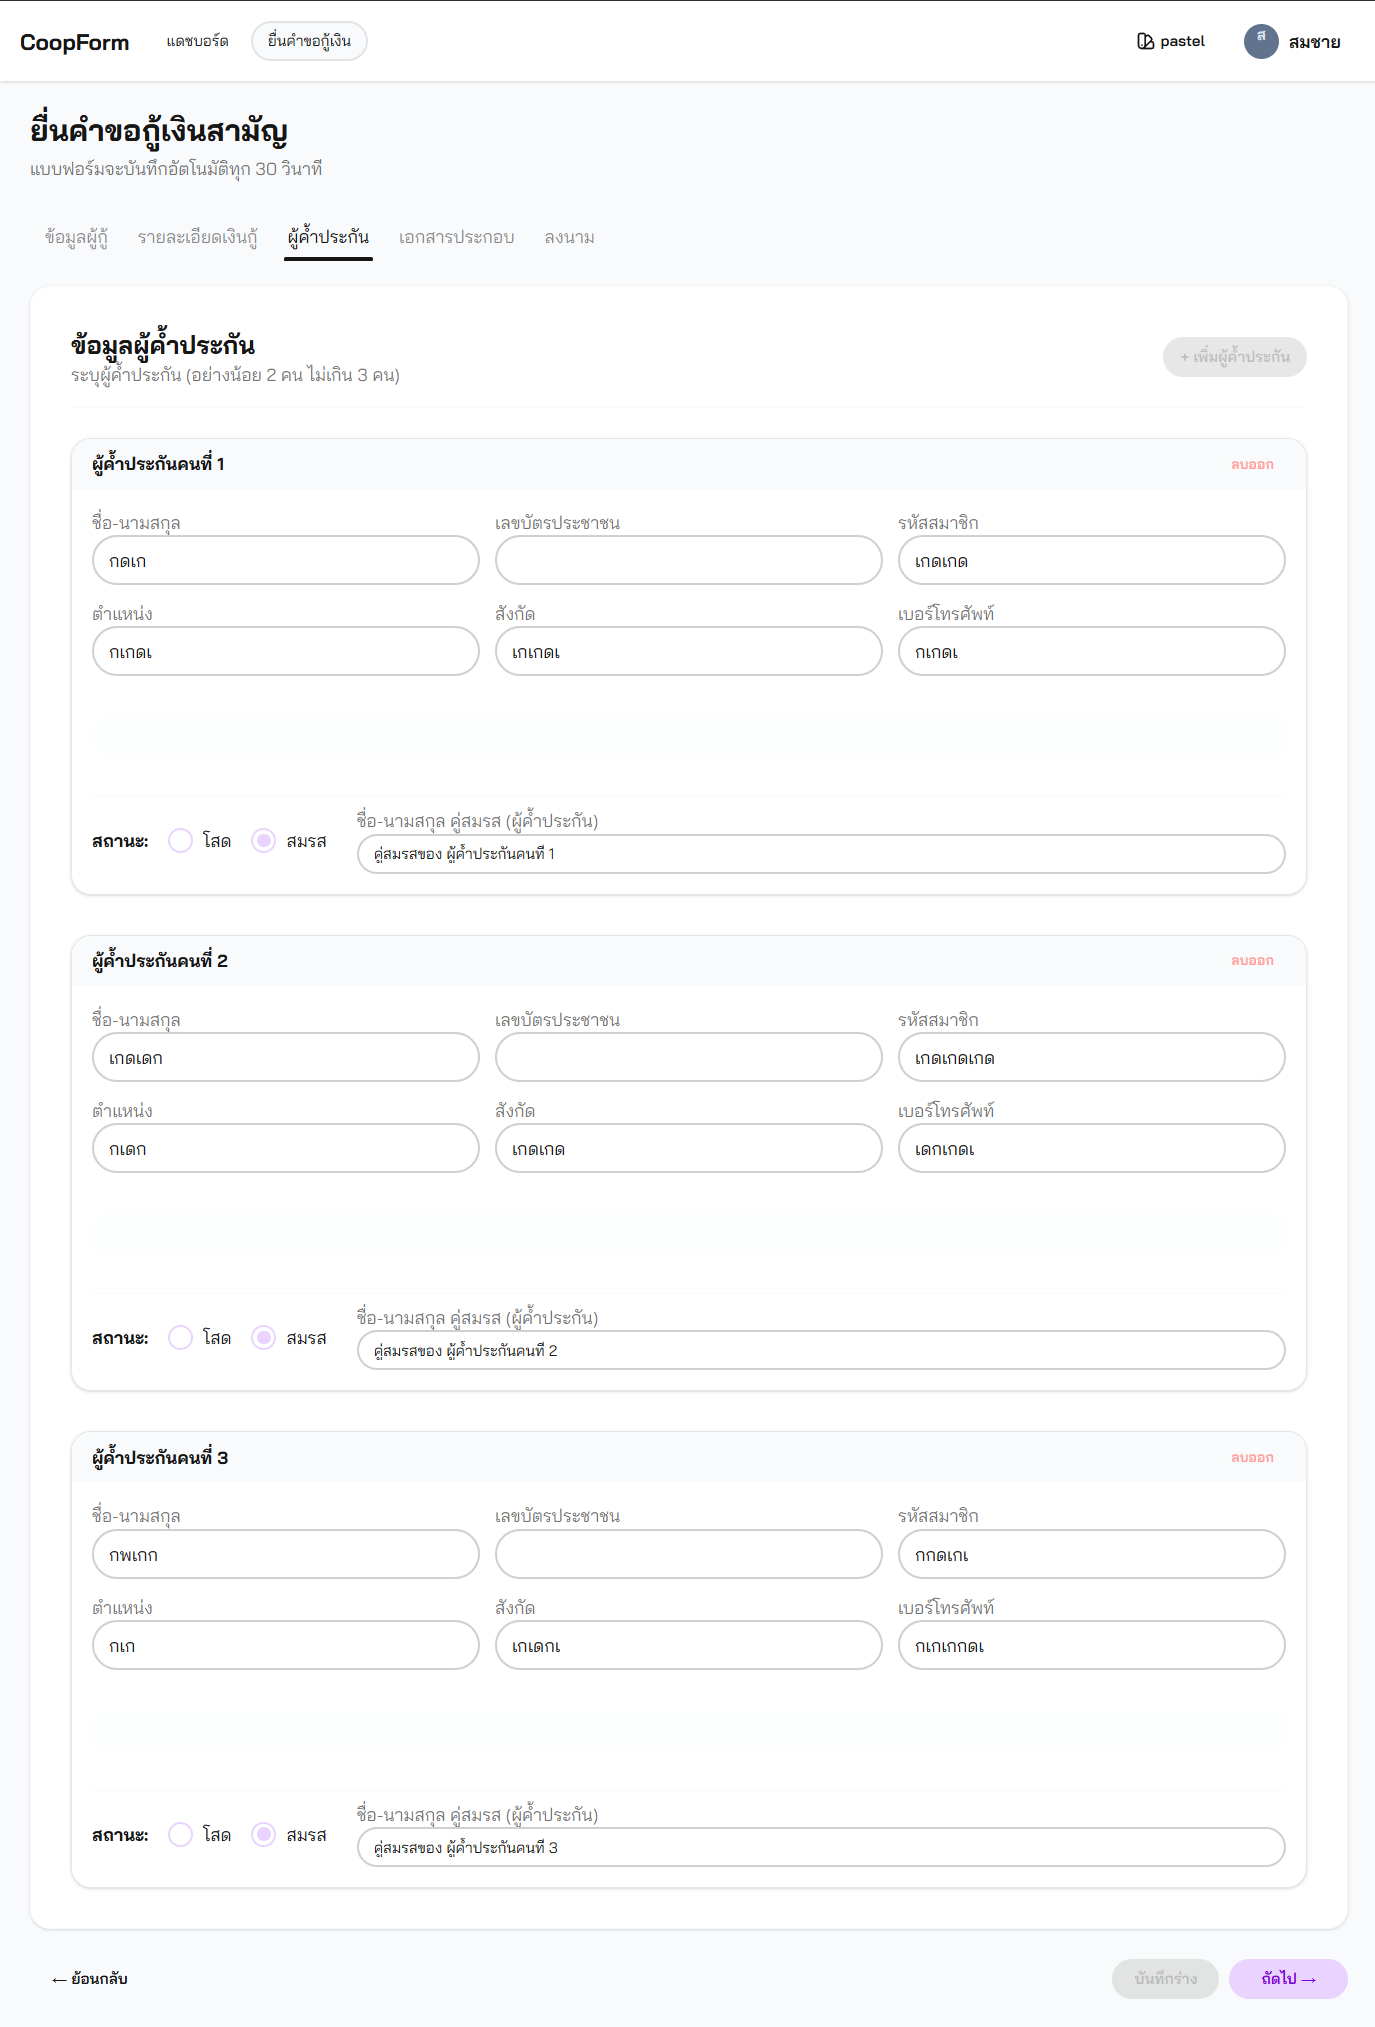 CoopForm แดชบอร์ด ยื่นคำขอกู้เงิน pastel ส สมชาย
ยื่นคำขอกู้เงินสามัญ
แบบฟอร์มจะบันทึกอัตโนมัติทุก 30 วินาที
ข้อมูลผู้กู้ รายละเอียดเงินกู้ ผู้ค้ำประกัน เอกสารประกอบ ลงนาม
ข้อมูลผู้ค้ำประกัน
+ เพิ่มผู้ค้ำประกัน
ระบุผู้ค้ำประกัน (อย่างน้อย 2 คน ไม่เกิน 3 คน)
ผู้ค้ำประกันคนที่ 1 ลบออก
ชื่อ-นามสกุล เลขบัตรประชาชน รหัสสมาชิก
กดเก เกดเกด
ตำแหน่ง สังกัด เบอร์โทรศัพท์
กเกดเ เกเกดเ กเกดเ
ชื่อ-นามสกุล คู่สมรส (ผู้ค้ำประกัน)
สถานะ: โสด สมรส
คู่สมรสของ ผู้ค้ำประกันคนที่ 1
ผู้ค้ำประกันคนที่ 2 ลบออก
ชื่อ-นามสกุล เลขบัตรประชาชน รหัสสมาชิก
เกดเดก เกดเกดเกด
ตำแหน่ง สังกัด เบอร์โทรศัพท์
กเดก เกดเกด เดกเกดเ
ชื่อ-นามสกุล คู่สมรส (ผู้ค้ำประกัน)
สถานะ: โสด สมรส
คู่สมรสของ ผู้ค้ำประกันคนที่ 2
ผู้ค้ำประกันคนที่ 3 ลบออก
ชื่อ-นามสกุล เลขบัตรประชาชน รหัสสมาชิก
กพเกก กกดเกเ
ตำแหน่ง สังกัด เบอร์โทรศัพท์
กเก เกเดกเ กเกเกกดเ
ชื่อ-นามสกุล คู่สมรส (ผู้ค้ำประกัน)
สถานะ: โสด สมรส
คู่สมรสของ ผู้ค้ำประกันคนที่ 3
← ย้อนกลับ บันทึกร่าง ถัดไป →